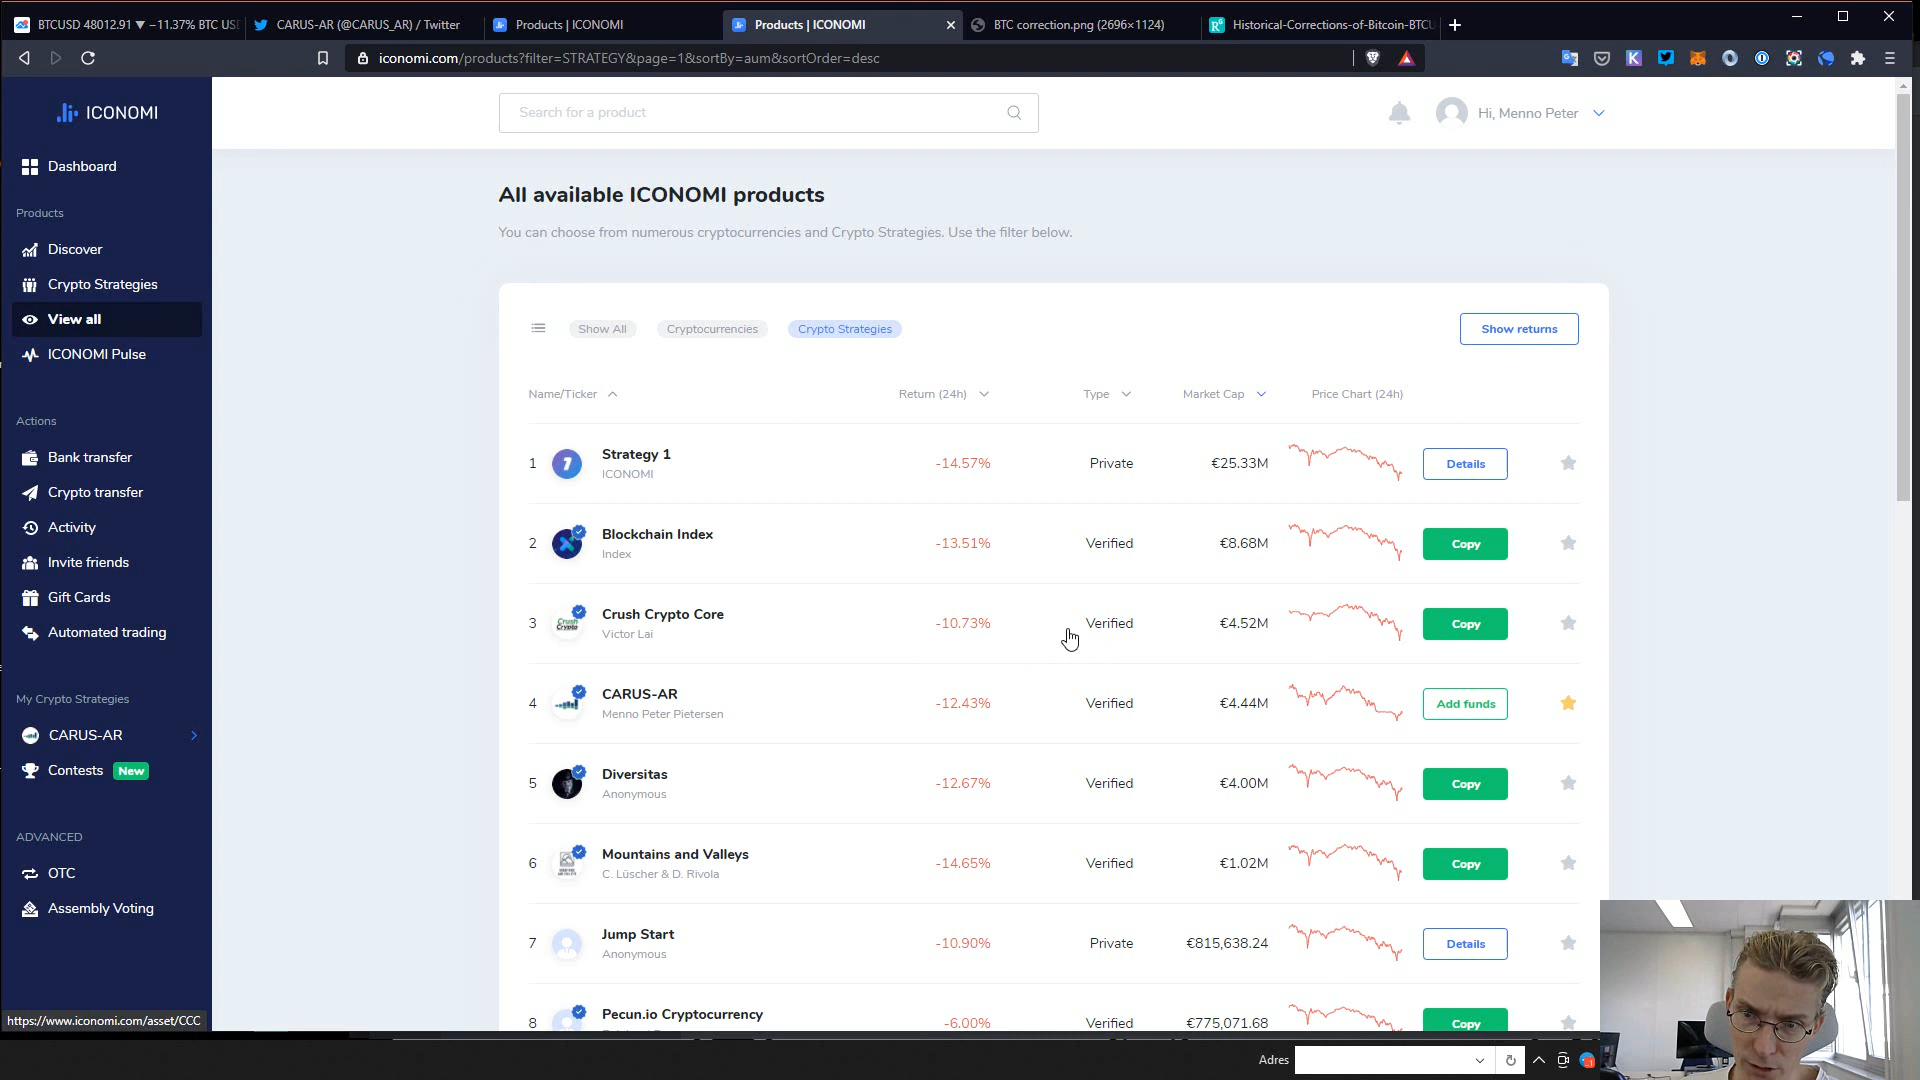 BTCUSD 48012.91 ▼ −11.37% BTC USD
CARUS-AR (@CARUS_AR) / Twitter
Products | ICONOMI
Products | ICONOMI
BTC correction.png (2696×1124)
Historical-Corrections-of-Bitcoin-BTCU
iconomi.com/products?filter=STRATEGY&page=1&sortBy=aum&sortOrder=desc
ICONOMI
Search for a product
Hi, Menno Peter
Dashboard
Products
Discover
Crypto Strategies
View all
ICONOMI Pulse
Actions
Bank transfer
Crypto transfer
Activity
Invite friends
Gift Cards
Automated trading
My Crypto Strategies
CARUS-AR
Contests New
ADVANCED
OTC
Assembly Voting
https://www.iconomi.com/asset/CCC
All available ICONOMI products
You can choose from numerous cryptocurrencies and Crypto Strategies. Use the filter below.
Show All Cryptocurrencies Crypto Strategies Show returns
Name/Ticker Return (24h) Type Market Cap Price Chart (24h)
1 Strategy 1 -14.57% Private €25.33M Details
ICONOMI
2 Blockchain Index -13.51% Verified €8.68M Copy
Index
3 Crush Crypto Core -10.73% Verified €4.52M Copy
Victor Lai
4 CARUS-AR -12.43% Verified €4.44M Add funds
Menno Peter Pietersen
5 Diversitas -12.67% Verified €4.00M Copy
Anonymous
6 Mountains and Valleys -14.65% Verified €1.02M Copy
C. Lüscher & D. Rivola
7 Jump Start -10.90% Private €815,638.24 Details
Anonymous
8 Pecun.io Cryptocurrency -6.00% Verified €775,071.68 Copy
Adres